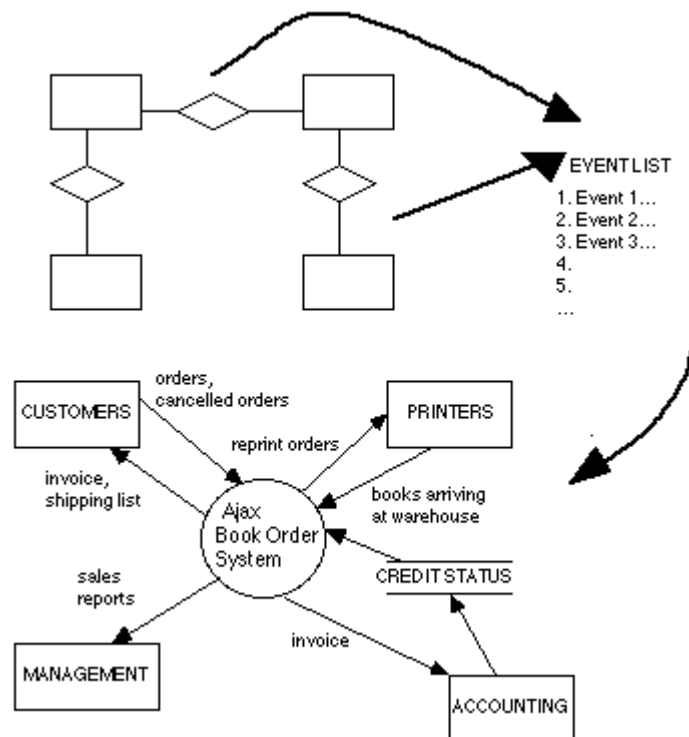 EVENT LIST
1. Event 1...
2. Event 2...
3. Event 3...
4.
5.
...
orders,
cancelled orders
CUSTOMERS
PRINTERS
reprint orders
invoice,
shipping list
books arriving
at warehouse
Ajax
Book Order
System
CREDIT STATUS
sales
reports
invoice
MANAGEMENT
ACCOUNTING